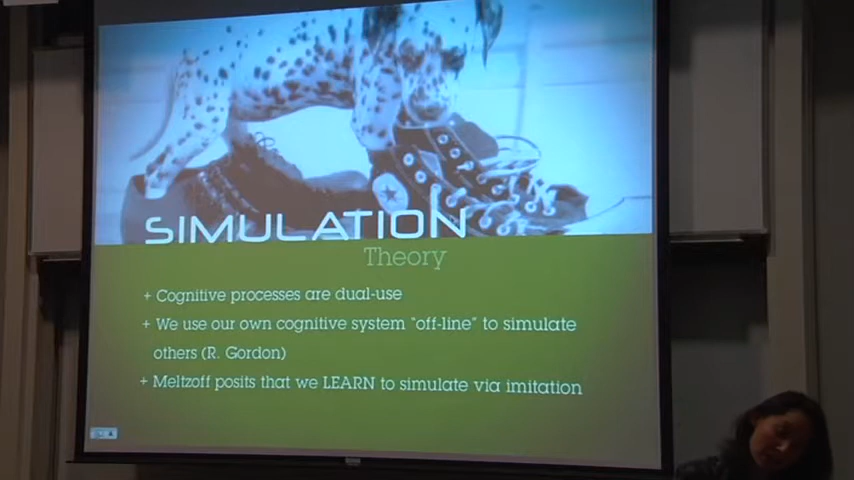 SIMULATION
Theory
+ Cognitive processes are dual-use
+ We use our own cognitive system "off-line" to simulate
others (R. Gordon)
+ Meltzoff posits that we LEARN to simulate via imitation